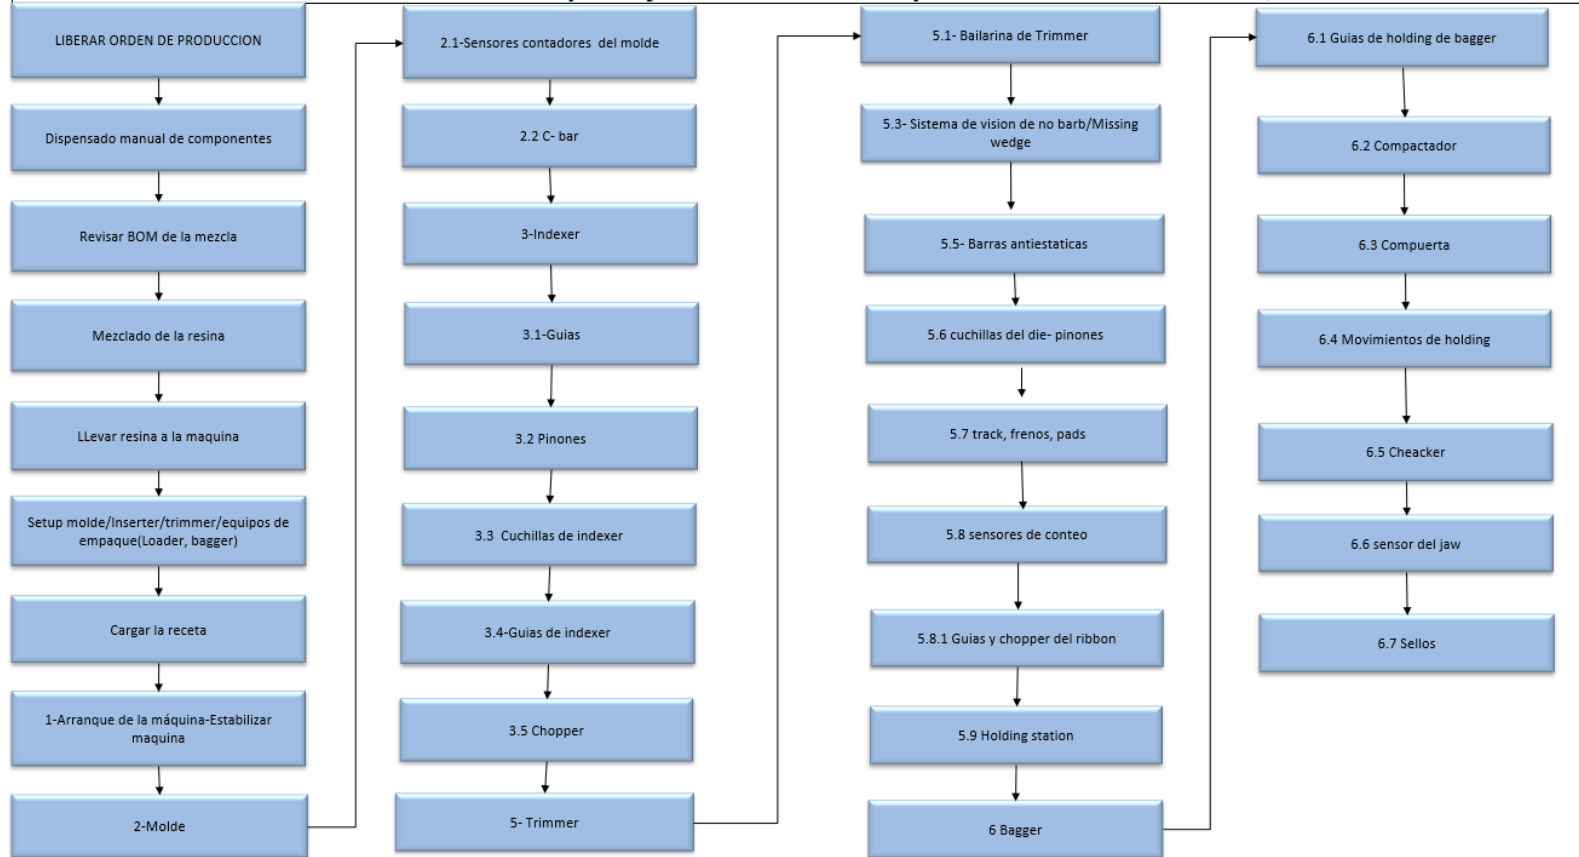 LIBERAR ORDEN DE PRODUCCION
Dispensado manual de componentes
Revisar BOM de la mezcla
Mezclado de la resina
LLevar resina a la maquina
Setup molde/Inserter/trimmer/equipos de
empaque(Loader, bagger)
Cargar la receta
1-Arranque de la máquina-Estabilizar
maquina
2-Molde
2.1-Sensores contadores del molde
2.2 C- bar
3-Indexer
3.1-Guias
3.2 Pinones
3.3 Cuchillas de indexer
3.4-Guias de indexer
3.5 Chopper
5- Trimmer
5.1- Bailarina de Trimmer
5.3- Sistema de vision de no barb/Missing
wedge
5.5- Barras antiestaticas
5.6 cuchillas del die- pinones
5.7 track, frenos, pads
5.8 sensores de conteo
5.8.1 Guias y chopper del ribbon
5.9 Holding station
6 Bagger
6.1 Guias de holding de bagger
6.2 Compactador
6.3 Compuerta
6.4 Movimientos de holding
6.5 Cheacker
6.6 sensor del jaw
6.7 Sellos